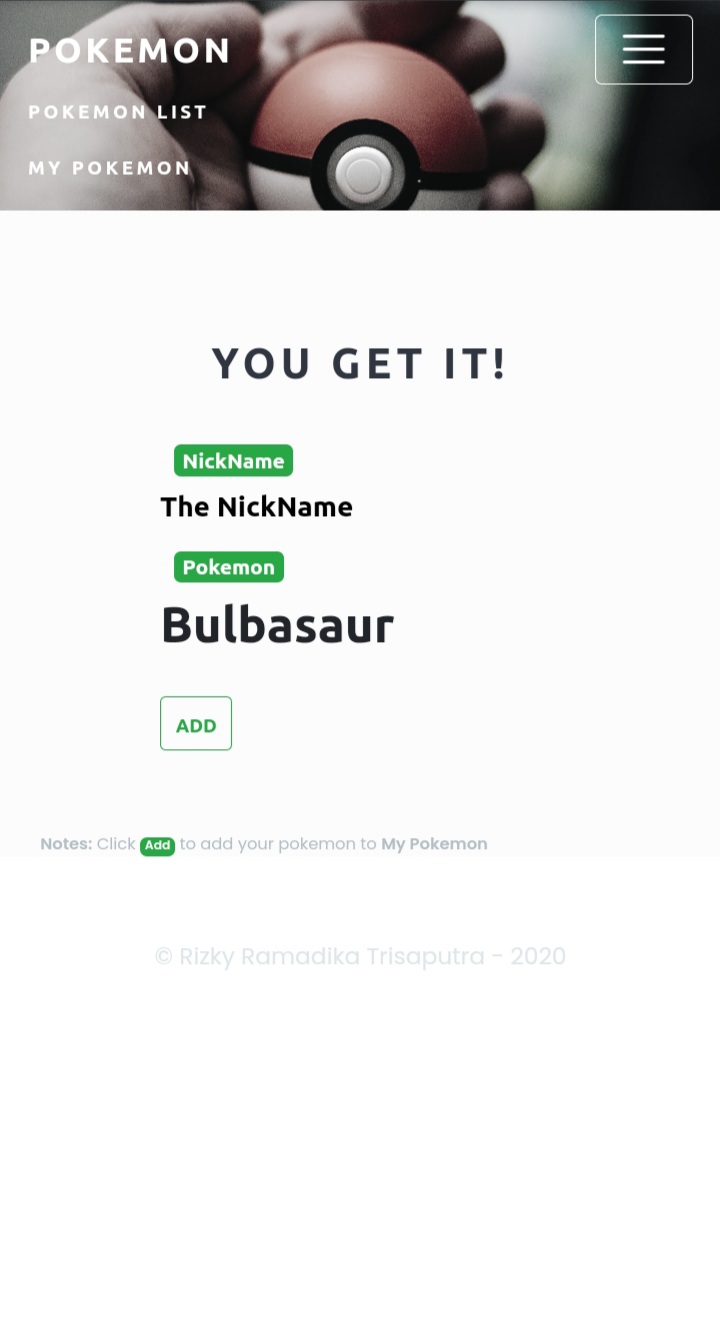 POKEMON
POKEMON LIST
MY POKEMON
YOU GET IT!
NickName
The NickName
Pokemon
Bulbasaur
ADD
Notes: Click Add to add your pokemon to My Pokemon
© Rizky Ramadika Trisaputra - 2020